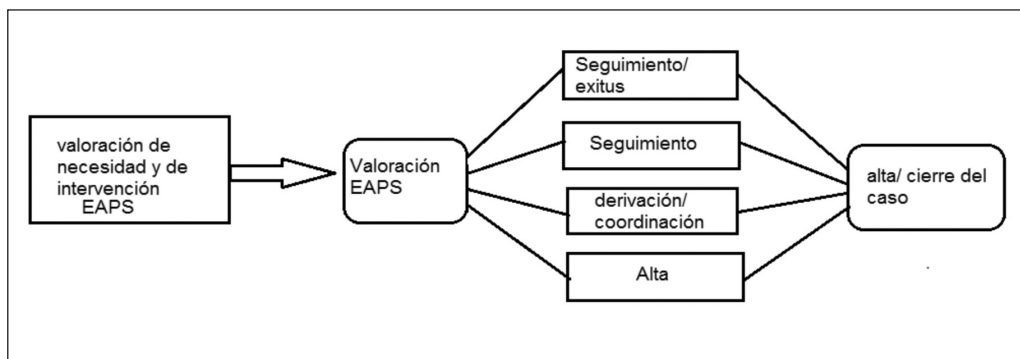 valoración de
necesidad y de
intervención
EAPS
Valoración
EAPS
Seguimiento/
exitus
Seguimiento
derivación/
coordinación
Alta
alta/ cierre del
caso